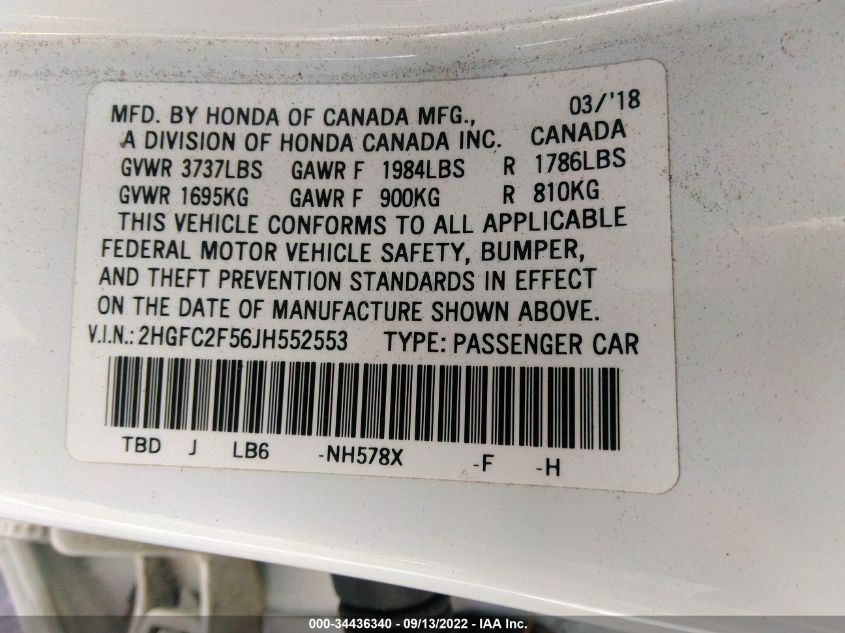 MFD. BY HONDA OF CANADA MFG., 03/'18
A DIVISION OF HONDA CANADA INC. CANADA
GVWR 3737LBS GAWR F 1984LBS R 1786LBS
GVWR 1695KG GAWR F 900KG R 810KG
THIS VEHICLE CONFORMS TO ALL APPLICABLE
FEDERAL MOTOR VEHICLE SAFETY, BUMPER,
AND THEFT PREVENTION STANDARDS IN EFFECT
ON THE DATE OF MANUFACTURE SHOWN ABOVE.
V.I.N.: 2HGFC2F56JH552553 TYPE: PASSENGER CAR
TBD J LB6 -NH578X -F -H
000-34436340 - 09/13/2022 - IAA Inc.